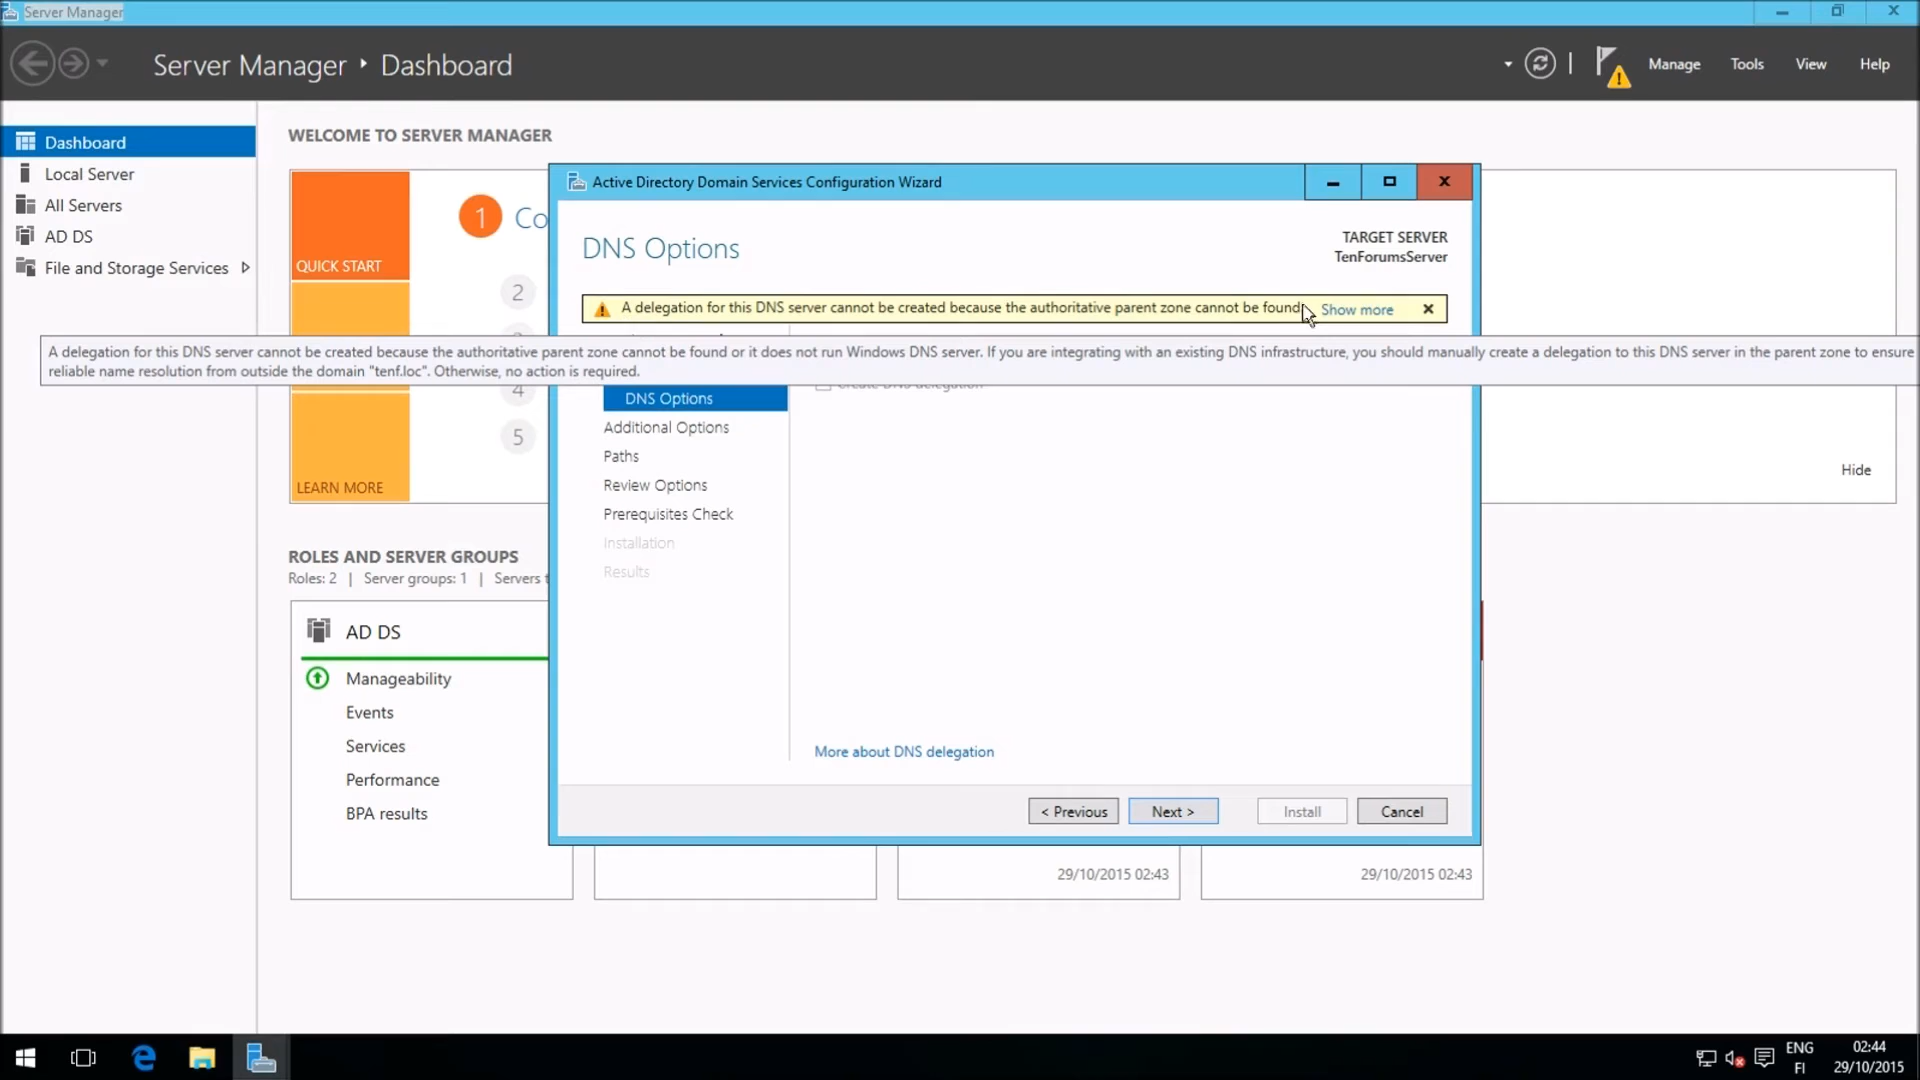 Server Manager
Server Manager
Dashboard
Manage
Tools
View
Help
Dashboard
Local Server
All Servers
AD DS
File and Storage Services
WELCOME TO SERVER MANAGER
QUICK START
LEARN MORE
1
Co
2
4
5
Hide
Active Directory Domain Services Configuration Wizard
DNS Options
TARGET SERVER
TenForumsServer
A delegation for this DNS server cannot be created because the authoritative parent zone cannot be found
Show more
A delegation for this DNS server cannot be created because the authoritative parent zone cannot be found or it does not run Windows DNS server. If you are integrating with an existing DNS infrastructure, you should manually create a delegation to this DNS server in the parent zone to ensure
reliable name resolution from outside the domain "tenf.loc". Otherwise, no action is required.
Create DNS delegation
DNS Options
Additional Options
Paths
Review Options
Prerequisites Check
Installation
Results
More about DNS delegation
< Previous
Next >
Install
Cancel
ROLES AND SERVER GROUPS
Roles: 2 | Server groups: 1 | Servers t
AD DS
Manageability
Events
Services
Performance
BPA results
29/10/2015 02:43
29/10/2015 02:43
ENG
FI
02:44
29/10/2015